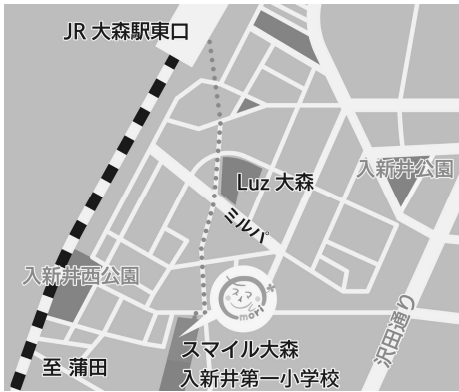 JR 大森駅東口
入新井公園
Luz 大森
ミルパ
入新井西公園
mori
沢田通り
スマイル大森
至 蒲田
入新井第一小学校